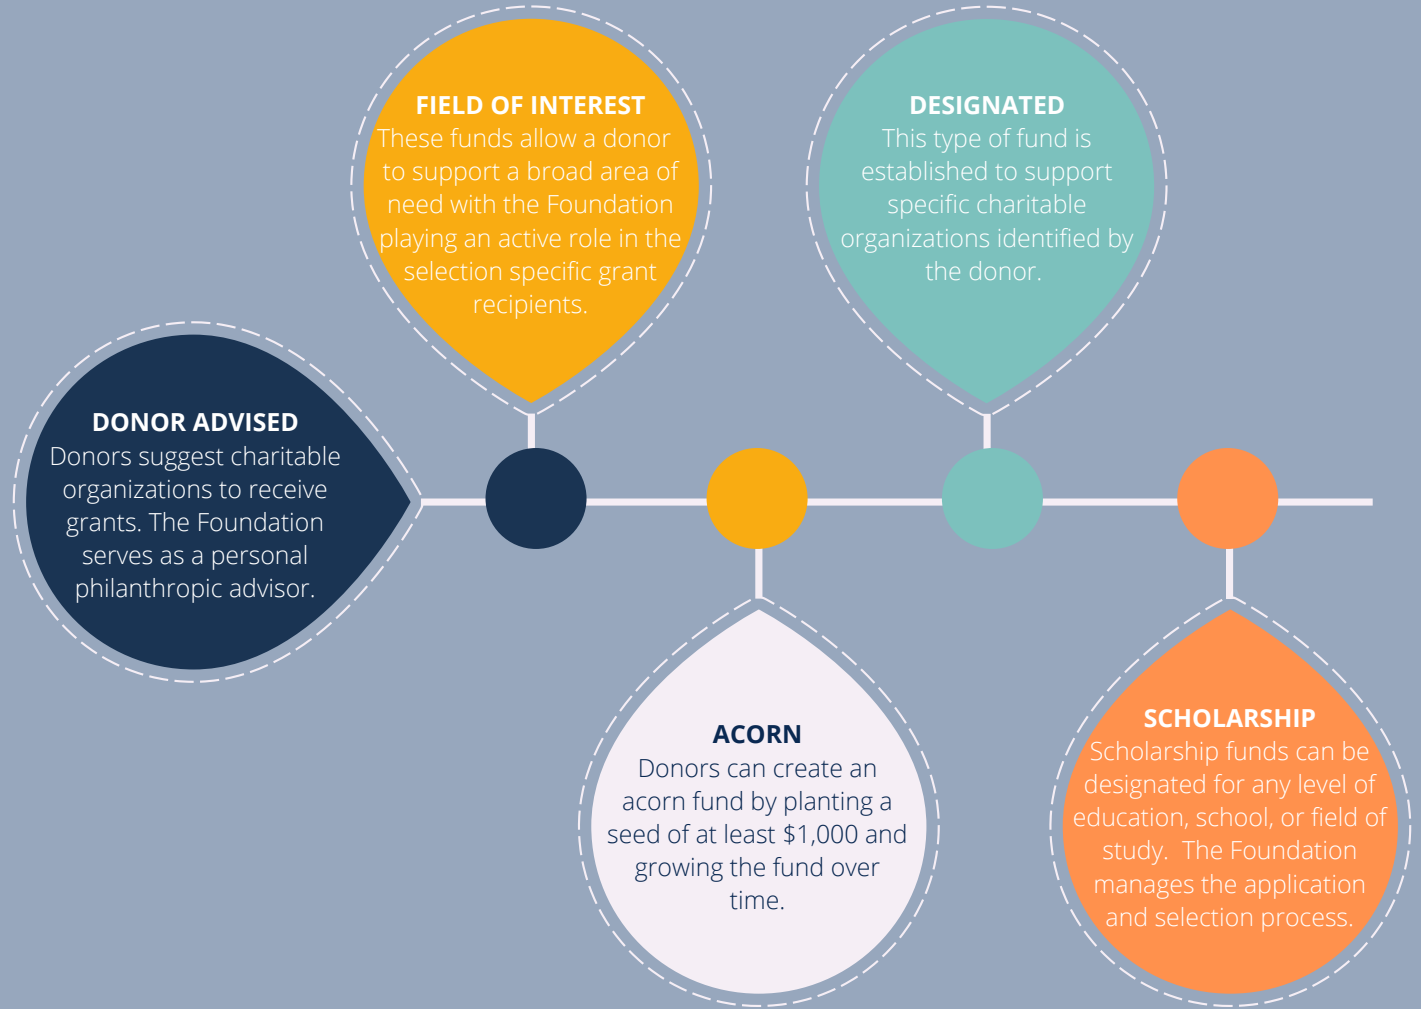 FIELD OF INTEREST
These funds allow a donor
to support a broad area of
need with the Foundation
playing an active role in the
selection specific grant
recipients.
DESIGNATED
This type of fund is
established to support
specific charitable
organizations identified by
the donor.
DONOR ADVISED
Donors suggest charitable
organizations to receive
grants. The Foundation
serves as a personal
philanthropic advisor.
ACORN
Donors can create an
acorn fund by planting a
seed of at least $1,000 and
growing the fund over
time.
SCHOLARSHIP
Scholarship funds can be
designated for any level of
education, school, or field of
study.  The Foundation
manages the application
and selection process.